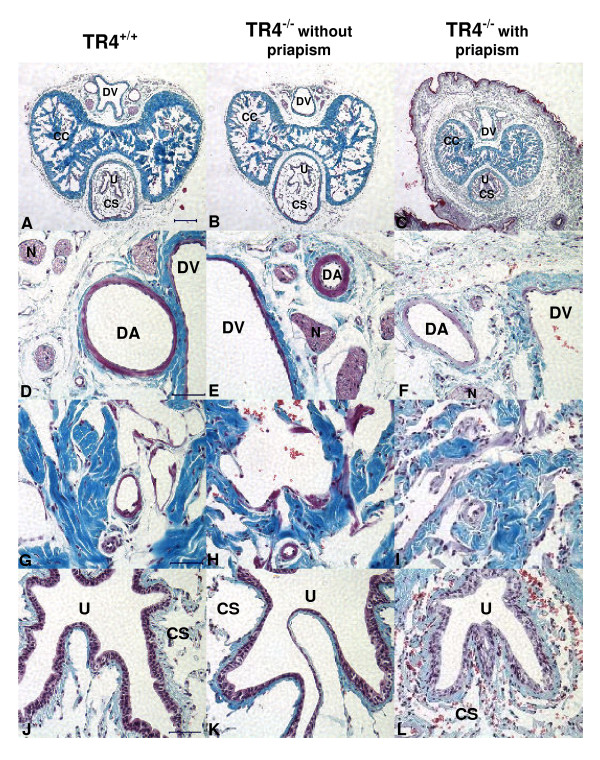 TR4+/+
TR4-/- without
priapism
TR4-/- with
priapism
DV
CC
U
CS
A
DV
CC
U
CS
B
DV
CC
U
CS
C
N
DA
DV
D
DA
DV
N
E
DA
DV
N
F
G
H
I
U
CS
J
CS
U
K
U
CS
L